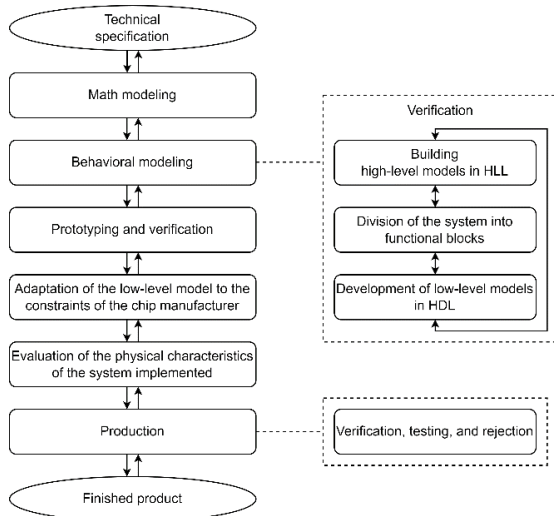 Technical
specification
Math modeling
Behavioral modeling
Prototyping and verification
Adaptation of the low-level model to the
constraints of the chip manufacturer
Evaluation of the physical characteristics
of the system implemented
Production
Finished product
Verification
Building
high-level models in HLL
Division of the system into
functional blocks
Development of low-level models
in HDL
Verification, testing, and rejection